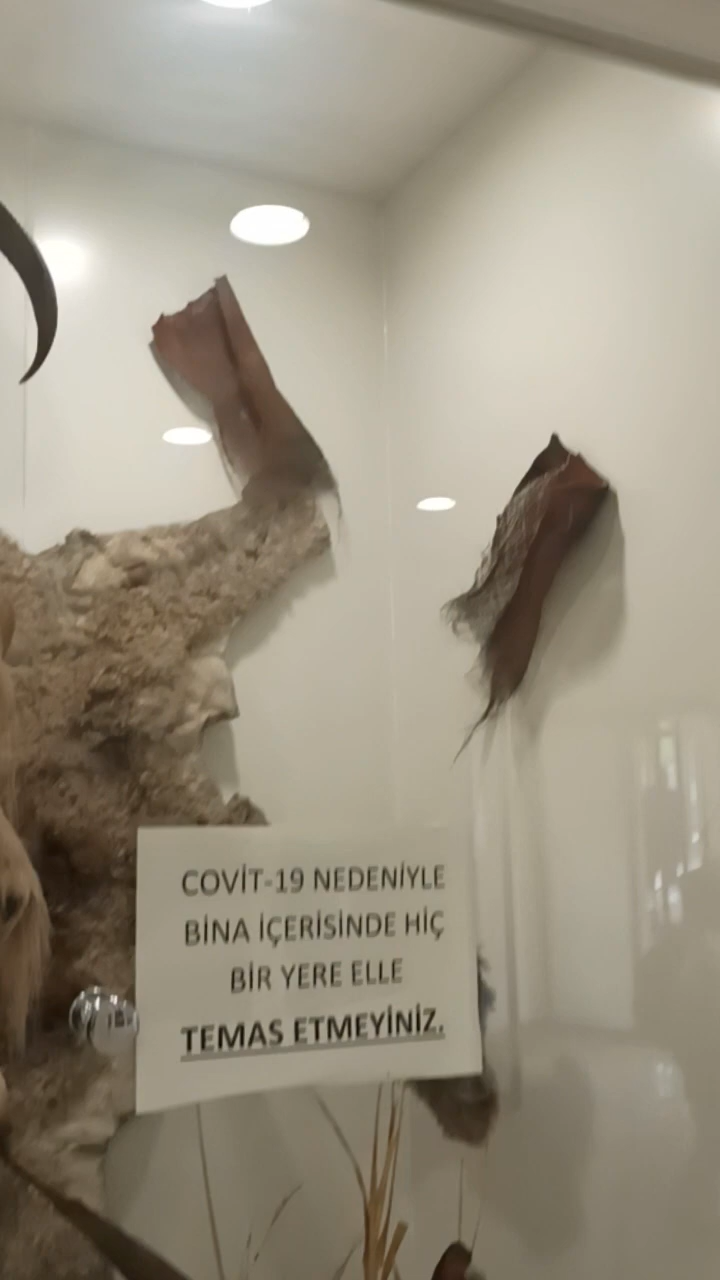 COVİT-19 NEDENİYLE
BİNA İÇERİSİNDE HİÇ
BİR YERE ELLE
TEMAS ETMEYİNİZ.